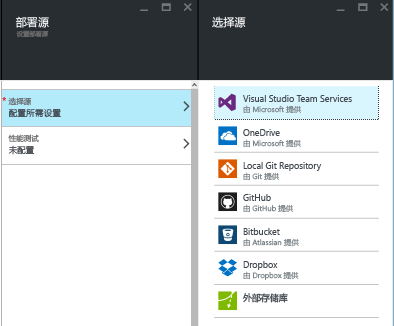 部署源
设置部署源
* 选择源
配置所需设置
性能测试
未配置
选择源
Visual Studio Team Services
由 Microsoft 提供
OneDrive
由 Microsoft 提供
Local Git Repository
由 Git 提供
GitHub
由 GitHub 提供
Bitbucket
由 Atlassian 提供
Dropbox
由 Dropbox 提供
外部存储库